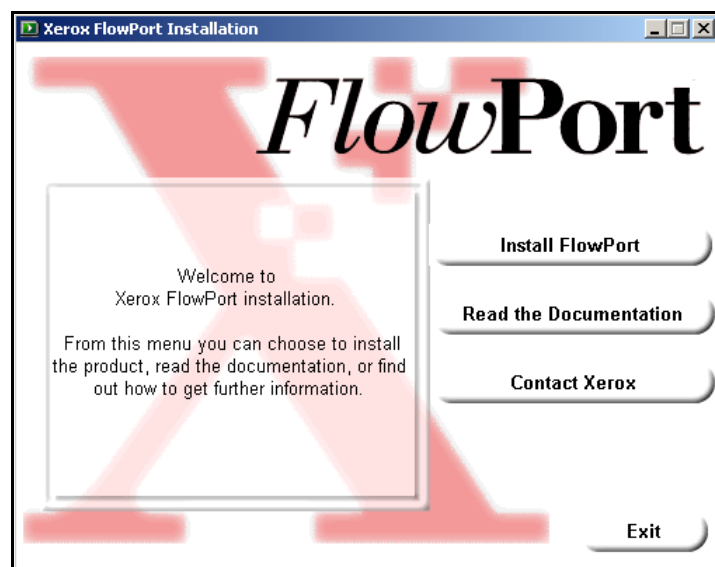 Xerox FlowPort Installation
FlowPort
Welcome to
Xerox FlowPort installation.
From this menu you can choose to install
the product, read the documentation, or find
out how to get further information.
Install FlowPort
Read the Documentation
Contact Xerox
Exit